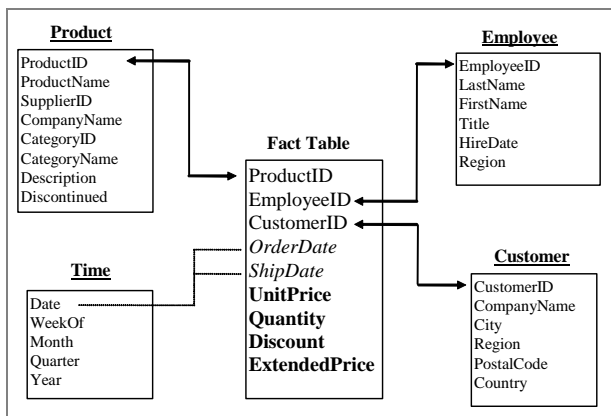 Product
ProductID
ProductName
SupplierID
CompanyName
CategoryID
CategoryName
Description
Discontinued
Employee
EmployeeID
LastName
FirstName
Title
HireDate
Region
Fact Table
ProductID
EmployeeID
CustomerID
OrderDate
ShipDate
UnitPrice
Quantity
Discount
ExtendedPrice
Time
Date
WeekOf
Month
Quarter
Year
Customer
CustomerID
CompanyName
City
Region
PostalCode
Country